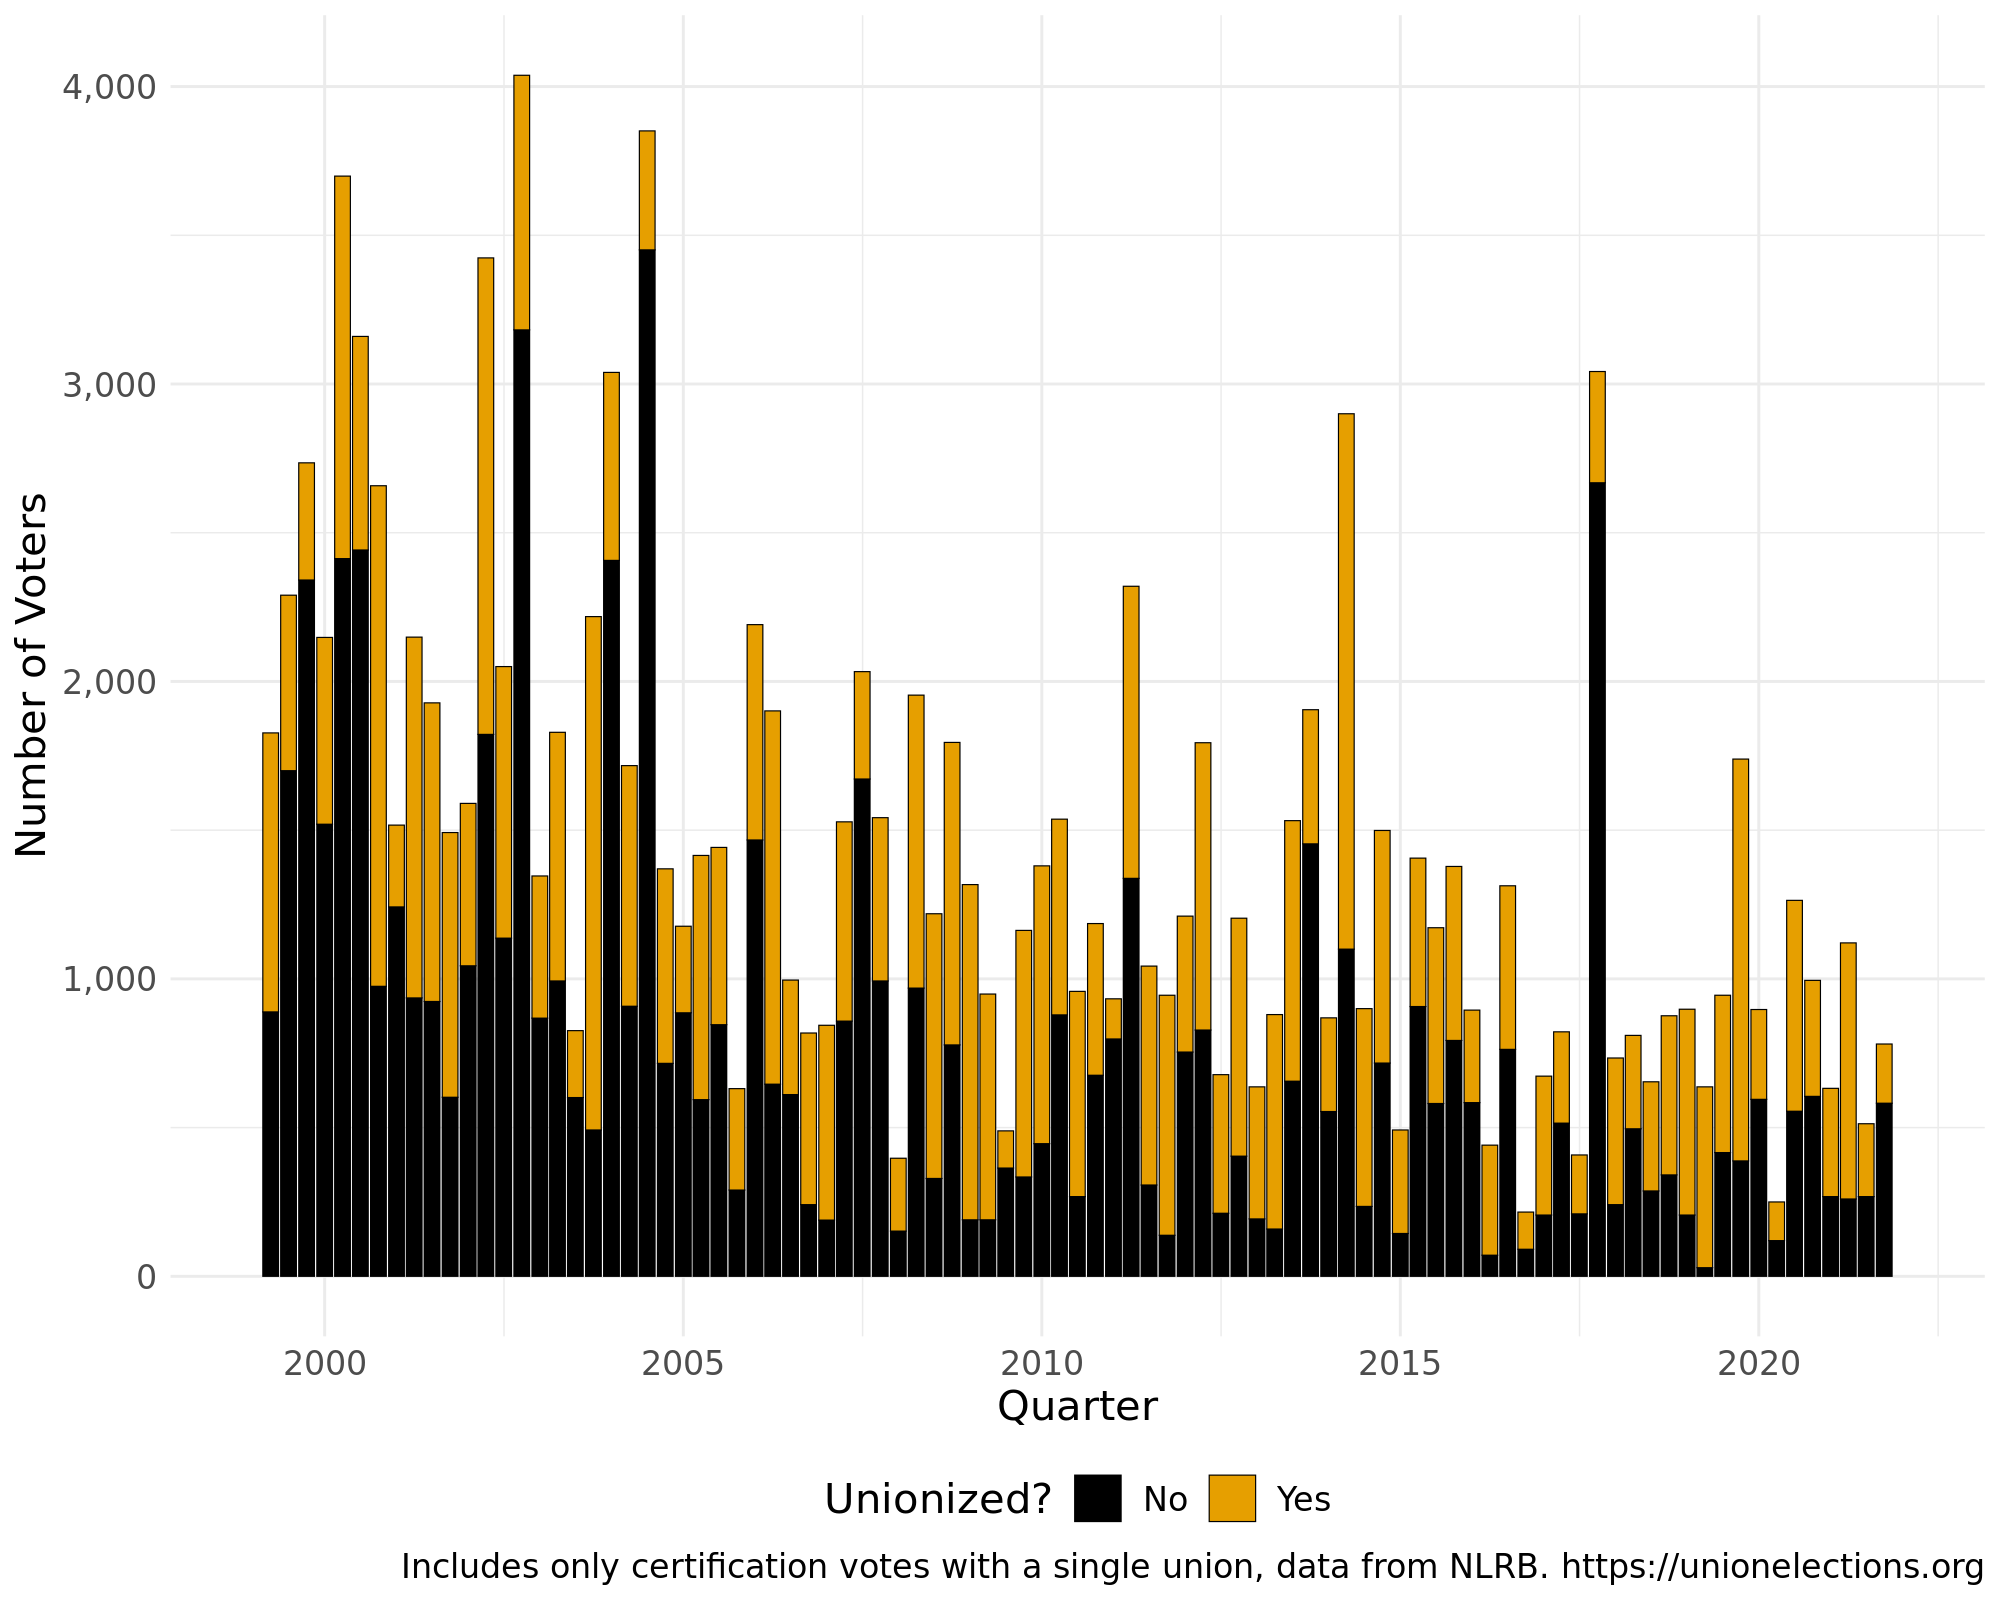 4,000
3,000
2,000
1,000
0
Number of Voters
2000 2005 2010 2015 2020
Quarter
Unionized? No Yes
Includes only certification votes with a single union, data from NLRB. https://unionelections.org